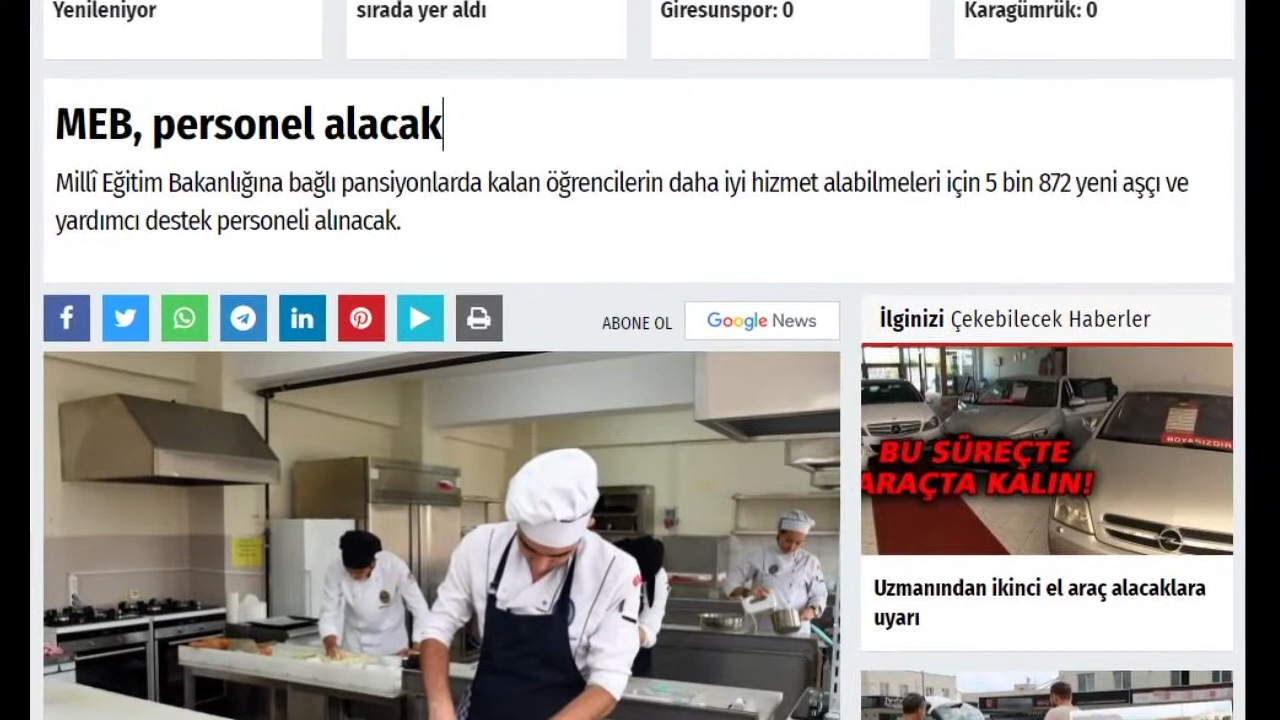 Yenileniyor
sırada yer aldı
Giresunspor: 0
Karagümrük: 0
MEB, personel alacak
Millî Eğitim Bakanlığına bağlı pansiyonlarda kalan öğrencilerin daha iyi hizmet alabilmeleri için 5 bin 872 yeni aşçı ve
yardımcı destek personeli alınacak.
ABONE OL
Google News
İlginizi Çekebilecek Haberler
BU SÜREÇTE
ARAÇTA KALIN!
BOYASIZDIR
Uzmanından ikinci el araç alacaklara
uyarı